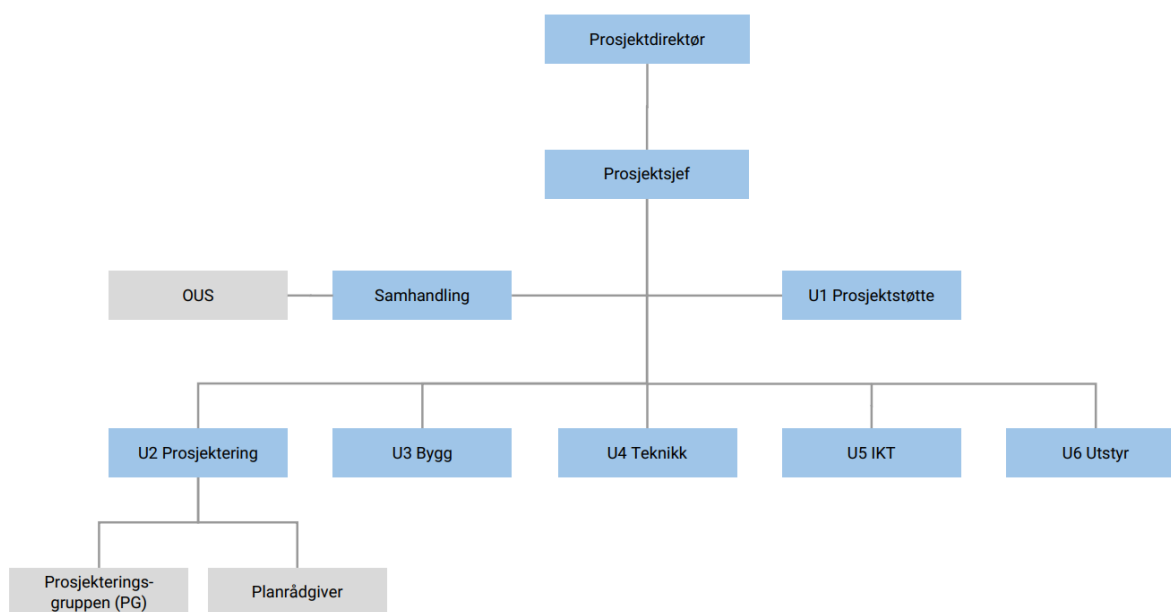 Prosjektdirektør
Prosjektsjef
OUS
Samhandling
U1 Prosjektstøtte
U2 Prosjektering
U3 Bygg
U4 Teknikk
U5 IKT
U6 Utstyr
Prosjekterings-
gruppen (PG)
Planrådgiver